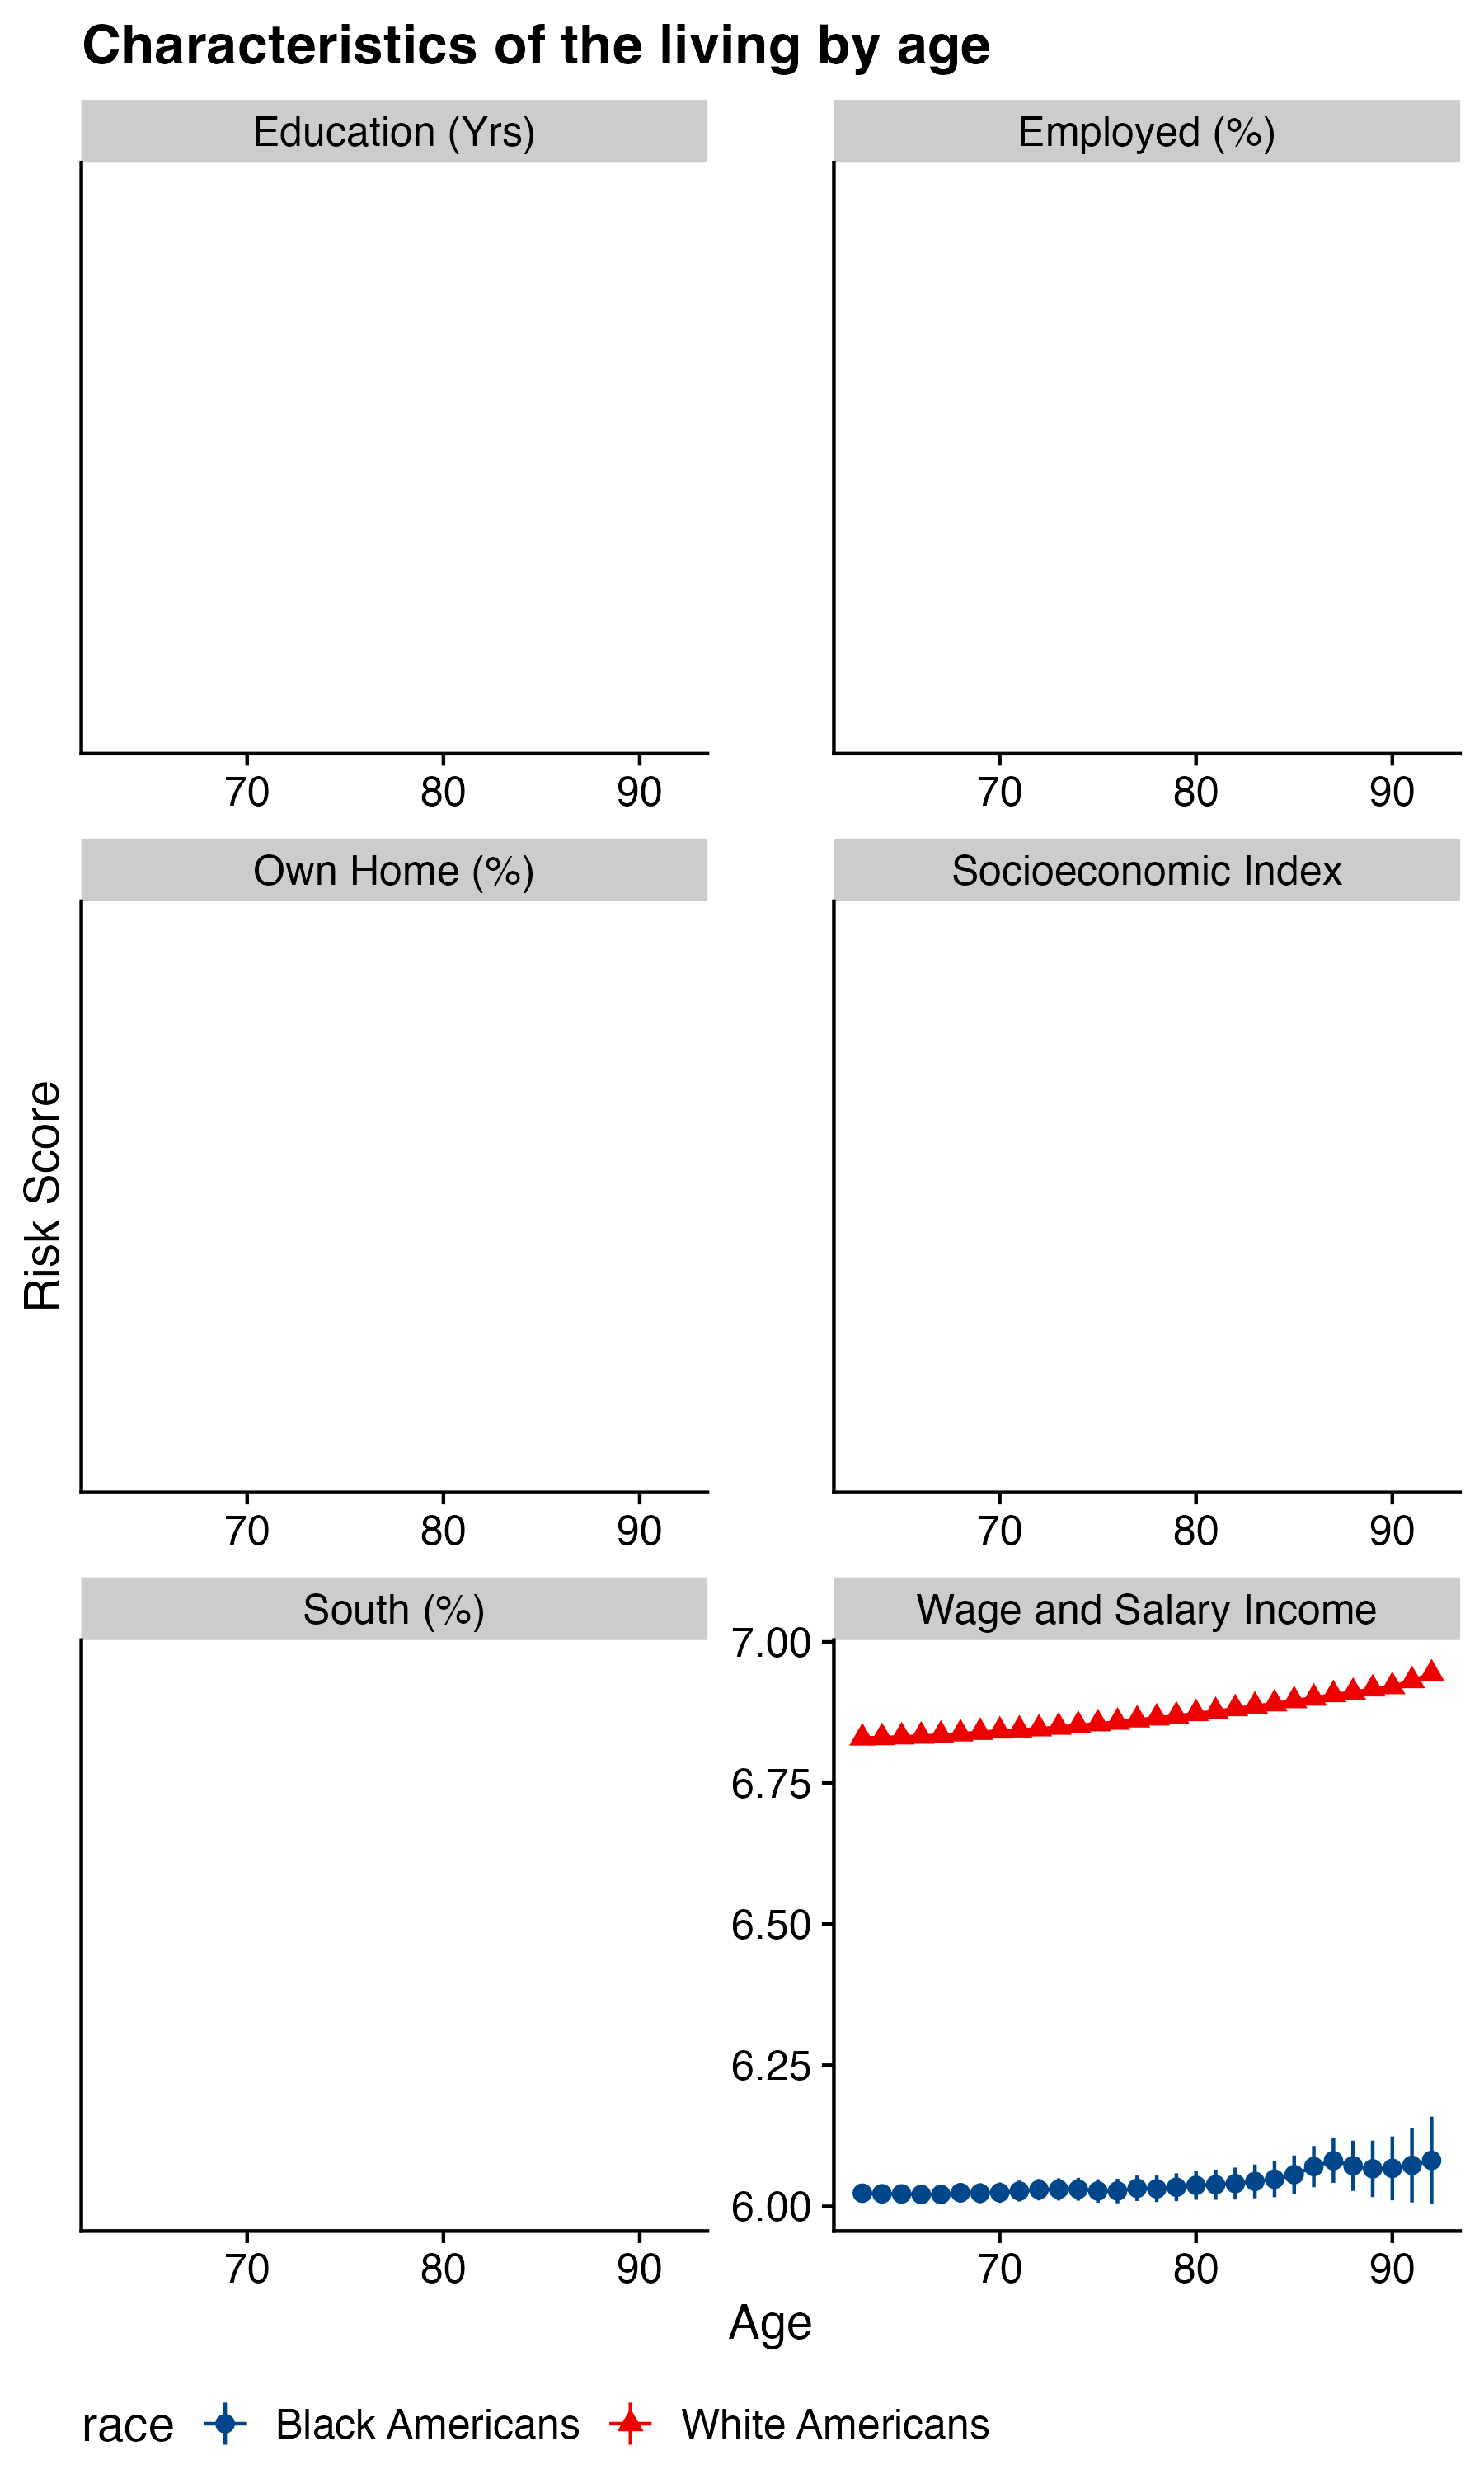 Characteristics of the living by age
Education (Yrs)
Employed (%)
70 80 90
70 80 90
Own Home (%)
Socioeconomic Index
Risk Score
70 80 90
70 80 90
South (%)
Wage and Salary Income
7.00
6.75
6.50
6.25
6.00
70 80 90
70 80 90
Age
race Black Americans White Americans